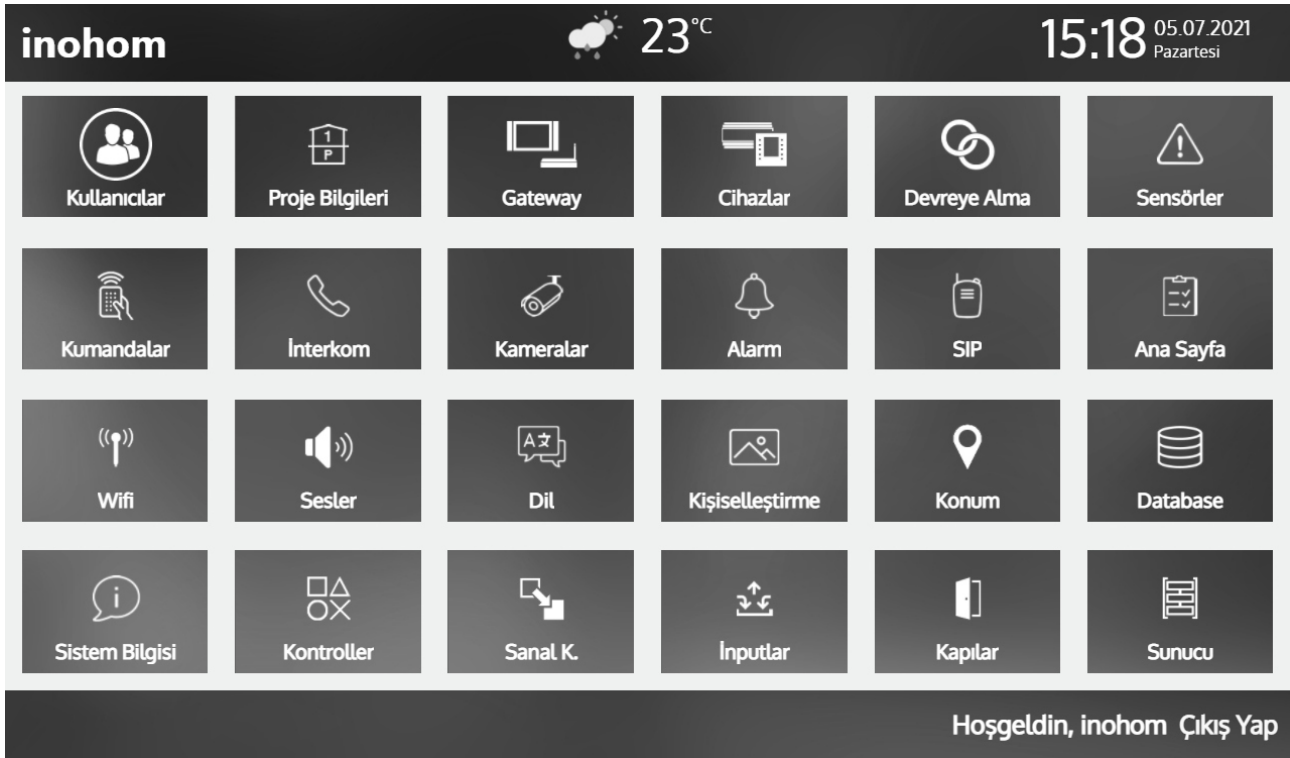 inohom
23°C
15:18
05.07.2021
Pazartesi
Kullanıcılar
1
P
Proje Bilgileri
Gateway
Cihazlar
Devreye Alma
Sensörler
Kumandalar
İnterkom
Kameralar
Alarm
SIP
Ana Sayfa
Wifi
Sesler
A
Dil
Kişiselleştirme
Konum
Database
i
Sistem Bilgisi
Kontroller
Sanal K.
İnputlar
Kapılar
Sunucu
Hoşgeldin, inohom Çıkış Yap